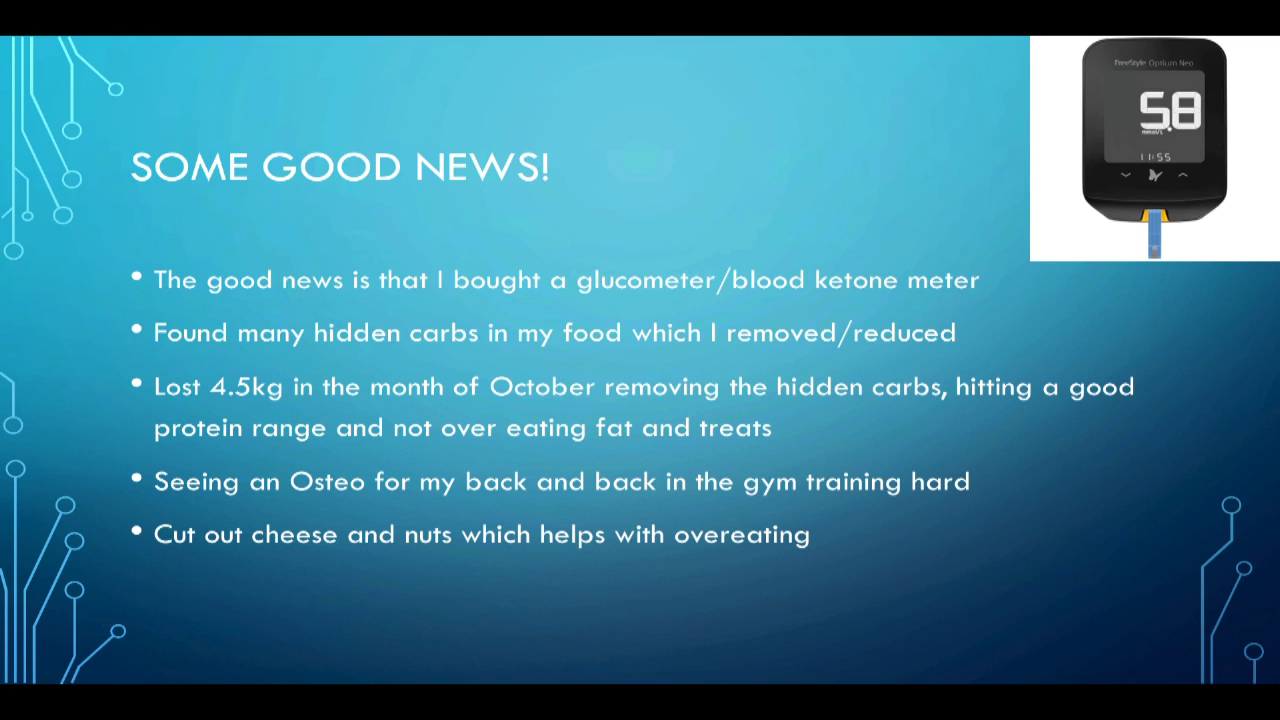 FreeStyle Optium Neo
5.8
mmol/L
11:55
SOME GOOD NEWS!
• The good news is that I bought a glucometer/blood ketone meter
• Found many hidden carbs in my food which I removed/reduced
• Lost 4.5kg in the month of October removing the hidden carbs, hitting a good
protein range and not over eating fat and treats
• Seeing an Osteo for my back and back in the gym training hard
• Cut out cheese and nuts which helps with overeating